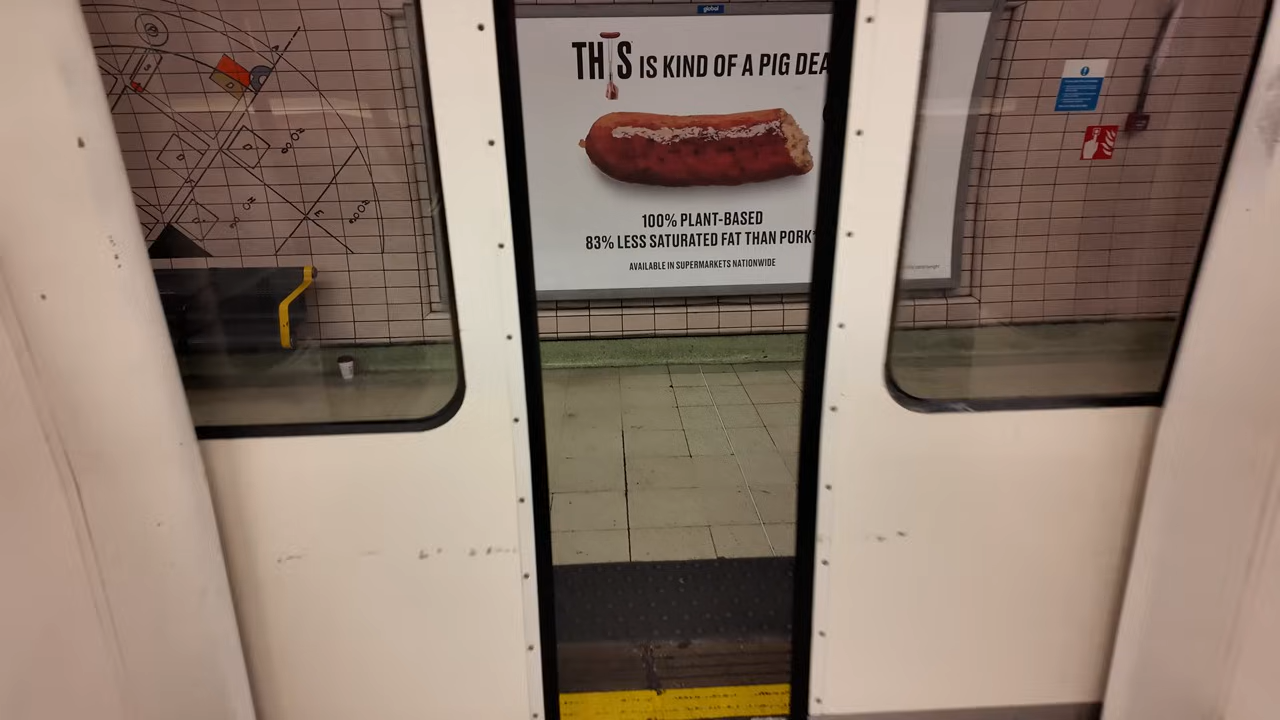 global
THIS IS KIND OF A PIG DEA
100% PLANT-BASED
83% LESS SATURATED FAT THAN PORK*
AVAILABLE IN SUPERMARKETS NATIONWIDE